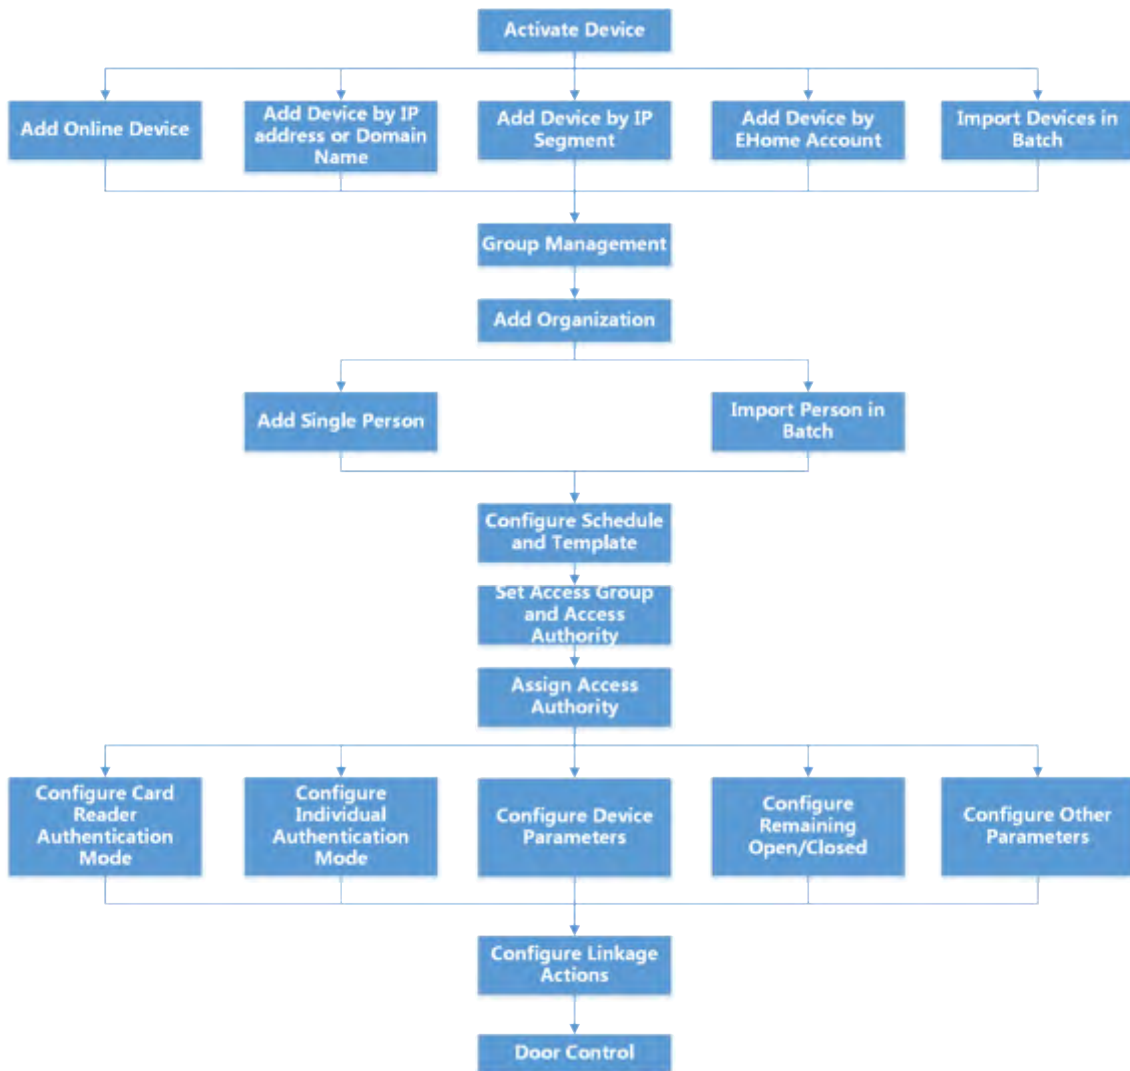 Activate Device
Add Online Device
Add Device by IP
address or Domain
Name
Add Device by IP
Segment
Add Device by
EHome Account
Import Devices in
Batch
Group Management
Add Organization
Add Single Person
Import Person in
Batch
Configure Schedule
and Template
Set Access Group
and Access
Authority
Assign Access
Authority
Configure Card
Reader
Authentication
Mode
Configure
Individual
Authentication
Mode
Configure Device
Parameters
Configure
Remaining
Open/Closed
Configure Other
Parameters
Configure Linkage
Actions
Door Control